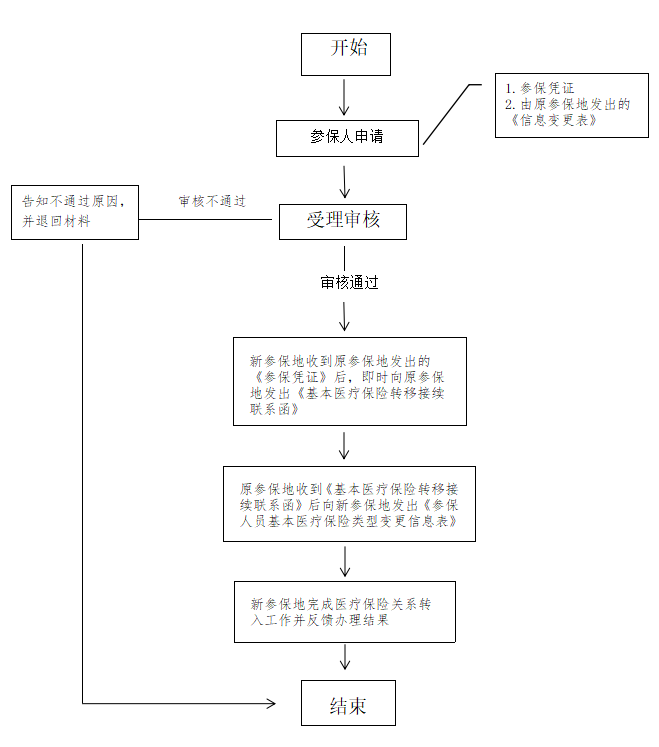 开始
1.参保凭证
2.由原参保地发出的
《信息变更表》
参保人申请
告知不通过原因，
并退回材料
审核不通过
受理审核
审核通过
新参保地收到原参保地发出的
《参保凭证》后，即时向原参保
地发出《基本医疗保险转移接续
联系函》
原参保地收到《基本医疗保险转移接
续联系函》后向新参保地发出《参保
人员基本医疗保险类型变更信息表》
新参保地完成医疗保险关系转
入工作并反馈办理结果
结束